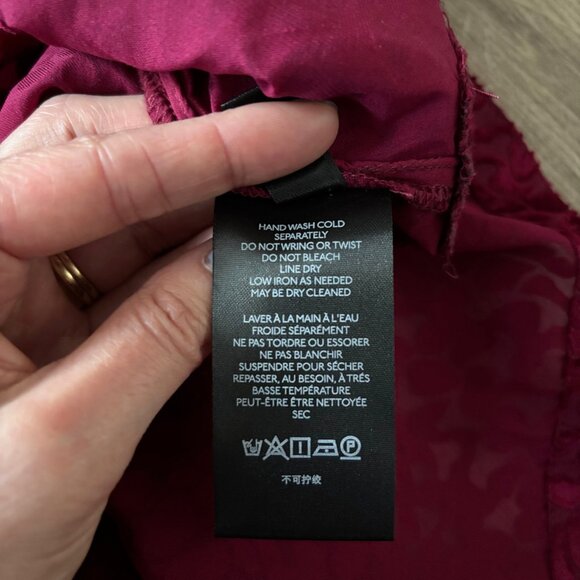 HAND WASH COLD
SEPARATELY
DO NOT WRING OR TWIST
DO NOT BLEACH
LINE DRY
LOW IRON AS NEEDED
MAY BE DRY CLEANED
LAVER À LA MAIN À L'EAU
FROIDE SÉPARÉMENT
NE PAS TORDRE OU ESSORER
NE PAS BLANCHIR
SUSPENDRE POUR SÉCHER
REPASSER, AU BESOIN, À TRÉS
BASSE TEMPÉRATURE
PEUT-ÊTRE ÊTRE NETTOYÉE
SEC
P
不可拧绞